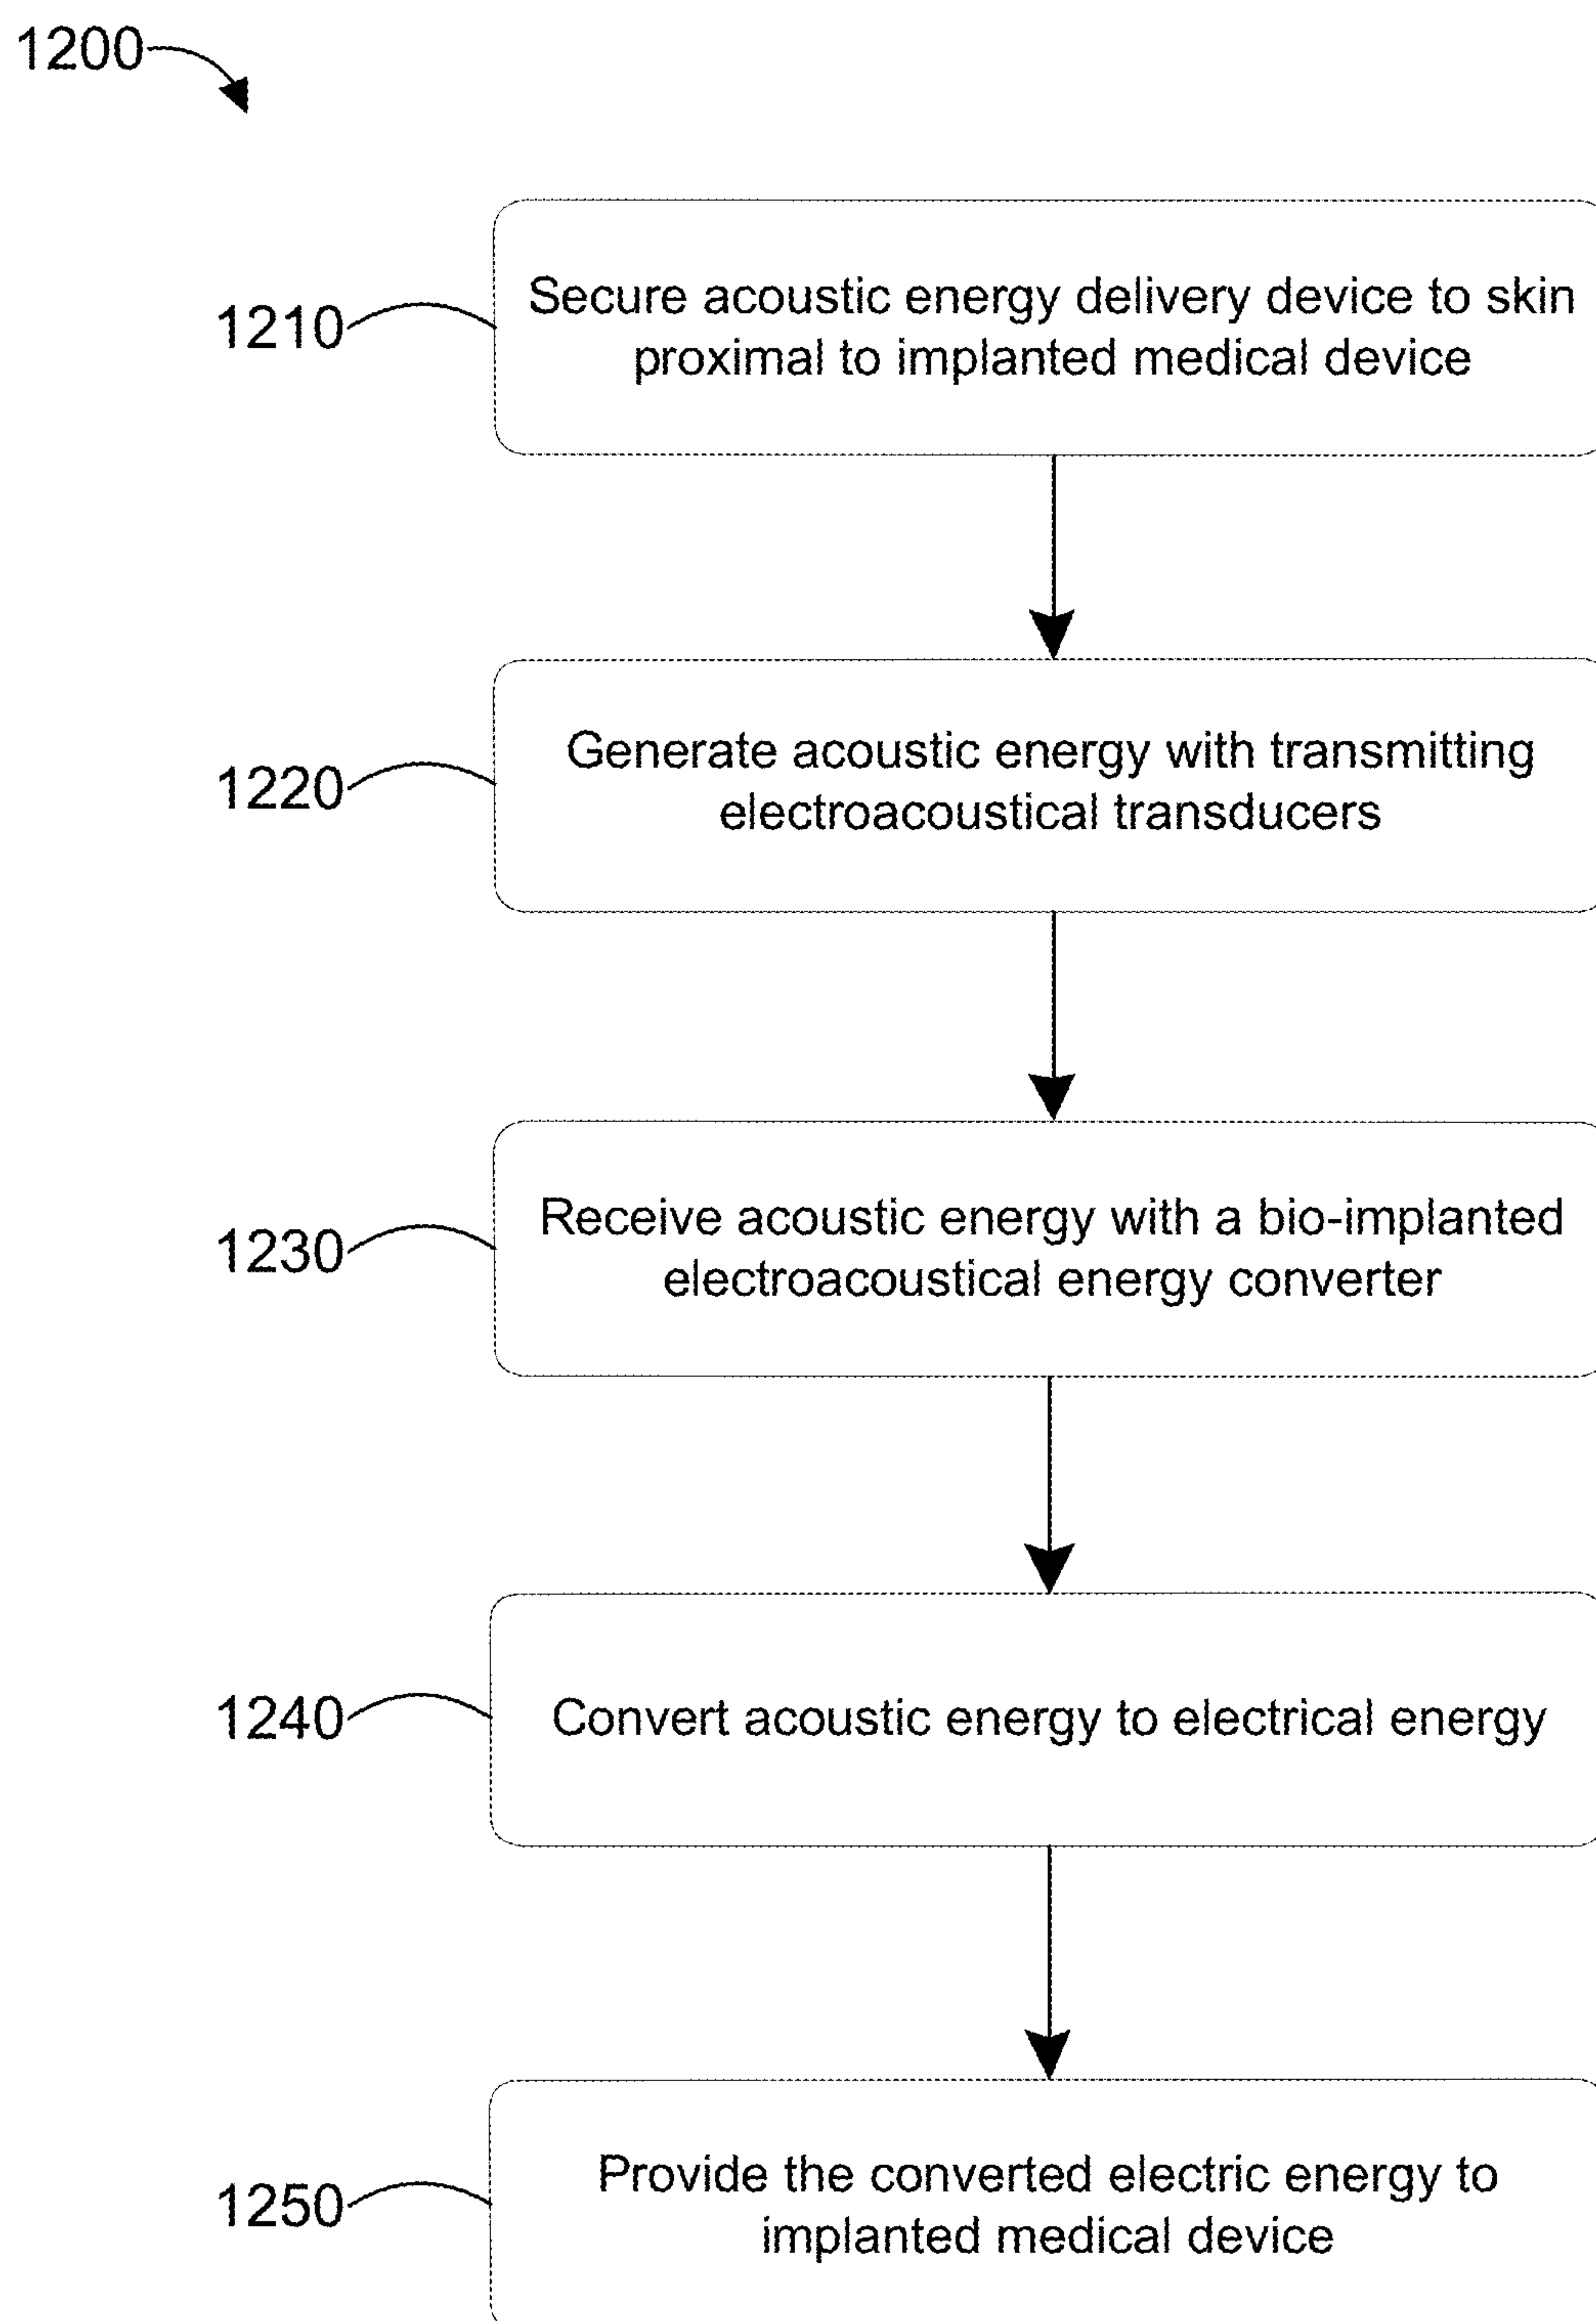 1200
1210
Secure acoustic energy delivery device to skin
proximal to implanted medical device
1220
Generate acoustic energy with transmitting
electroacoustical transducers
1230
Receive acoustic energy with a bio-implanted
electroacoustical energy converter
1240
Convert acoustic energy to electrical energy
1250
Provide the converted electric energy to
implanted medical device